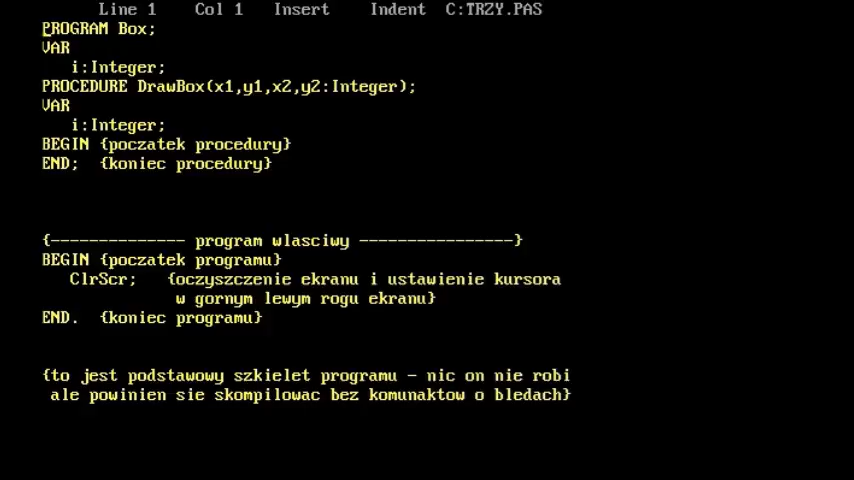 Line 1 Col 1 Insert Indent C:TRZY.PAS
PROGRAM Box;
VAR
i:Integer;
PROCEDURE DrawBox(x1,y1,x2,y2:Integer);
VAR
i:Integer;
BEGIN {poczatek procedury}
END; {koniec procedury}
{-------------- program wlasciwy ----------------}
BEGIN {poczatek programu}
ClrScr; {oczyszczenie ekranu i ustawienie kursora
w gornym lewym rogu ekranu}
END. {koniec programu}
{to jest podstawowy szkielet programu - nic on nie robi
ale powinien sie skompilowac bez komunaktow o bledach}